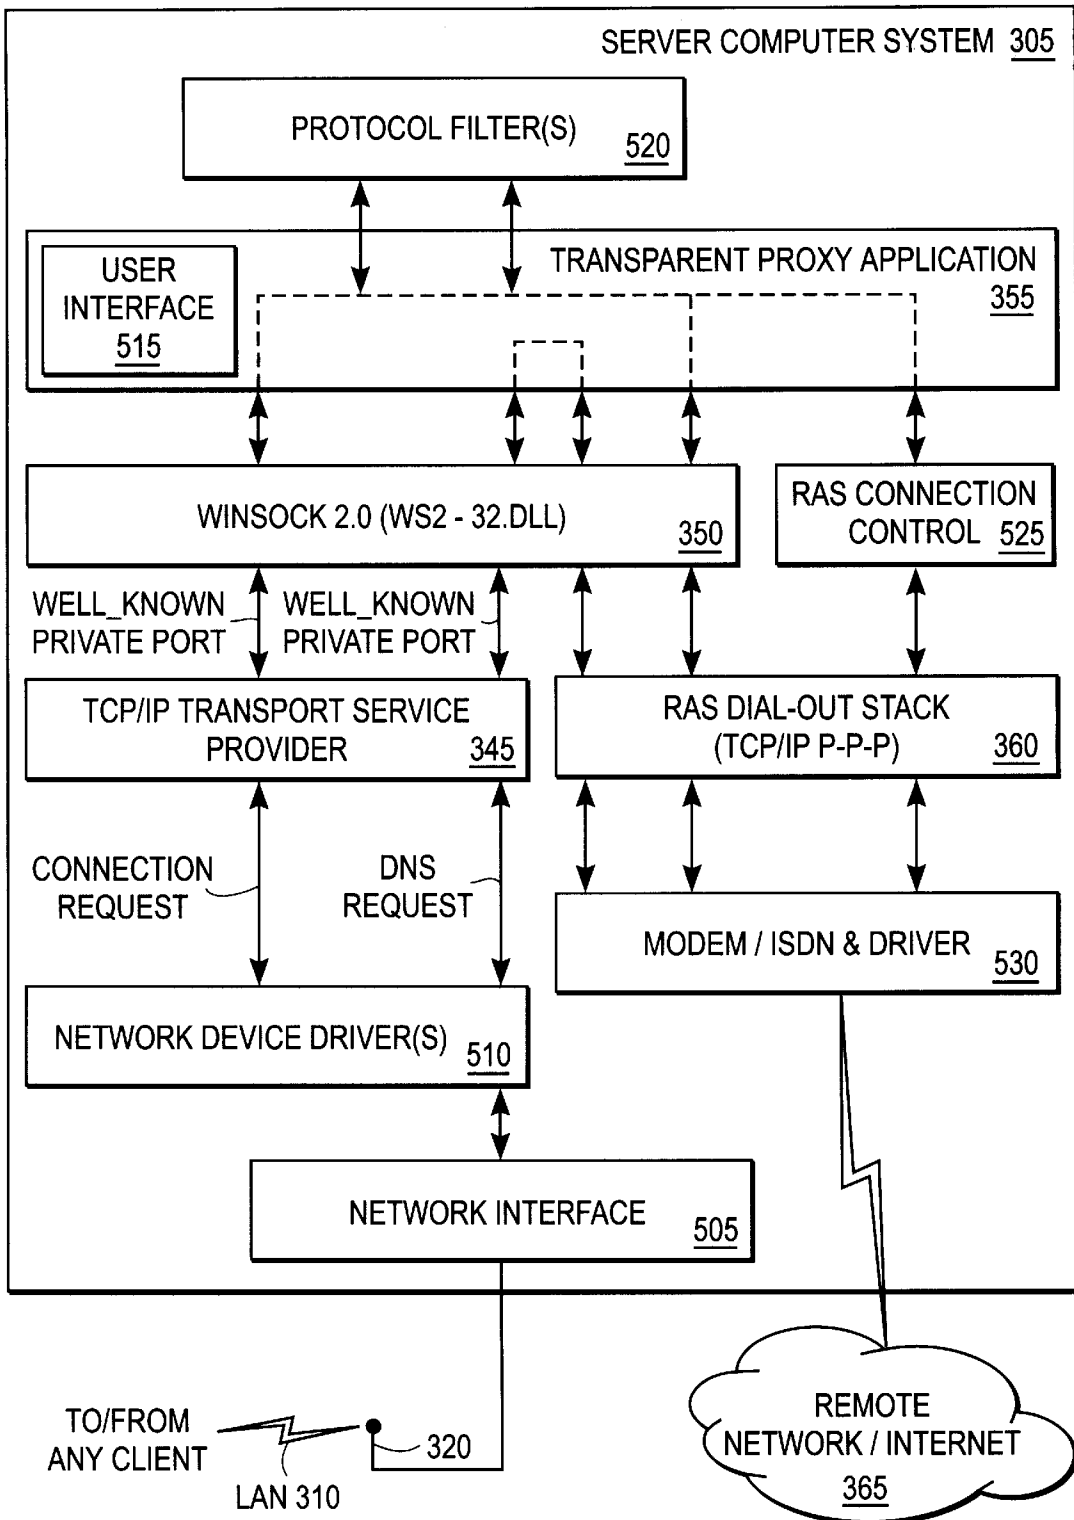 SERVER COMPUTER SYSTEM 305
PROTOCOL FILTER(S)
520
USER
INTERFACE
515
TRANSPARENT PROXY APPLICATION
355
WINSOCK 2.0 (WS2 - 32.DLL)
350
RAS CONNECTION
CONTROL 525
WELL_KNOWN
PRIVATE PORT
WELL_KNOWN
PRIVATE PORT
TCP/IP TRANSPORT SERVICE
PROVIDER
345
RAS DIAL-OUT STACK
(TCP/IP P-P-P)
360
CONNECTION
REQUEST
DNS
REQUEST
MODEM / ISDN & DRIVER
530
NETWORK DEVICE DRIVER(S)
510
NETWORK INTERFACE
505
TO/FROM
ANY CLIENT
LAN 310
320
REMOTE
NETWORK / INTERNET
365